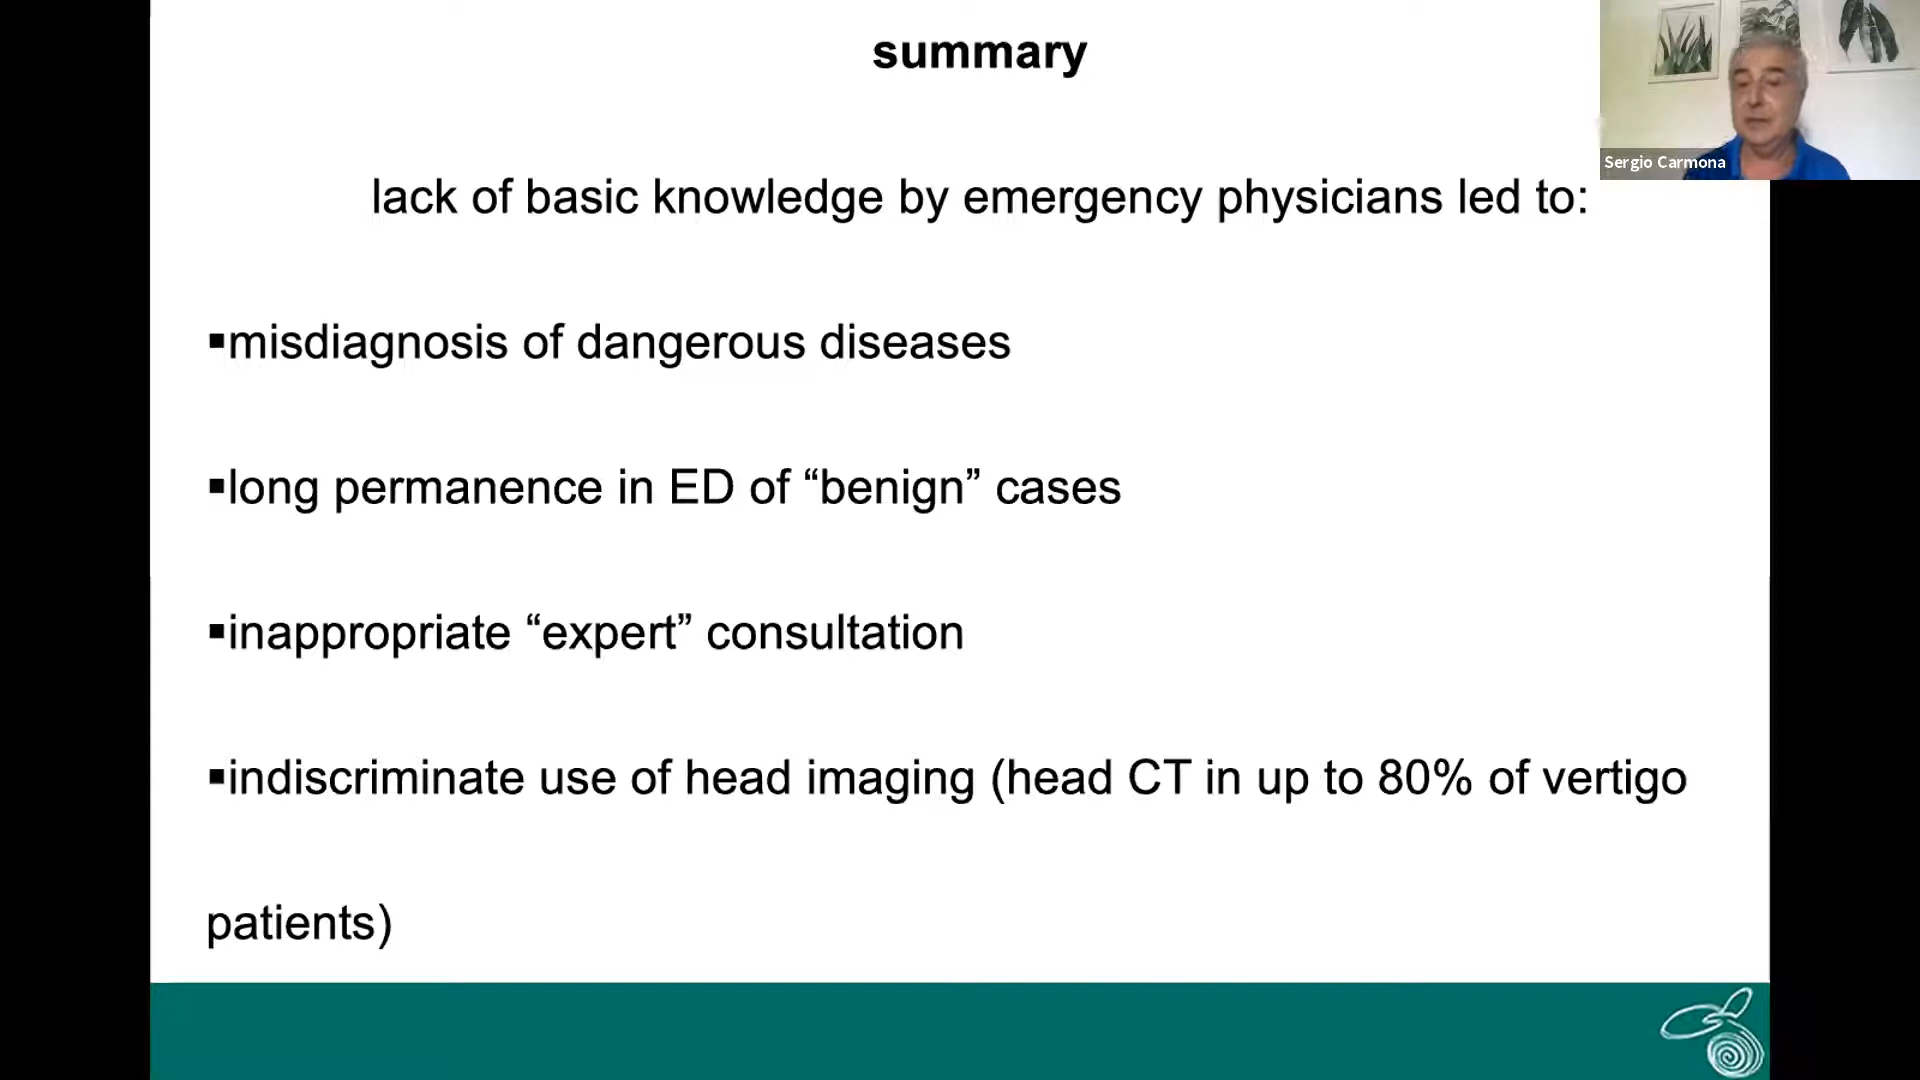 summary
Sergio Carmona
lack of basic knowledge by emergency physicians led to:
▪misdiagnosis of dangerous diseases
▪long permanence in ED of “benign” cases
▪inappropriate “expert” consultation
▪indiscriminate use of head imaging (head CT in up to 80% of vertigo
patients)